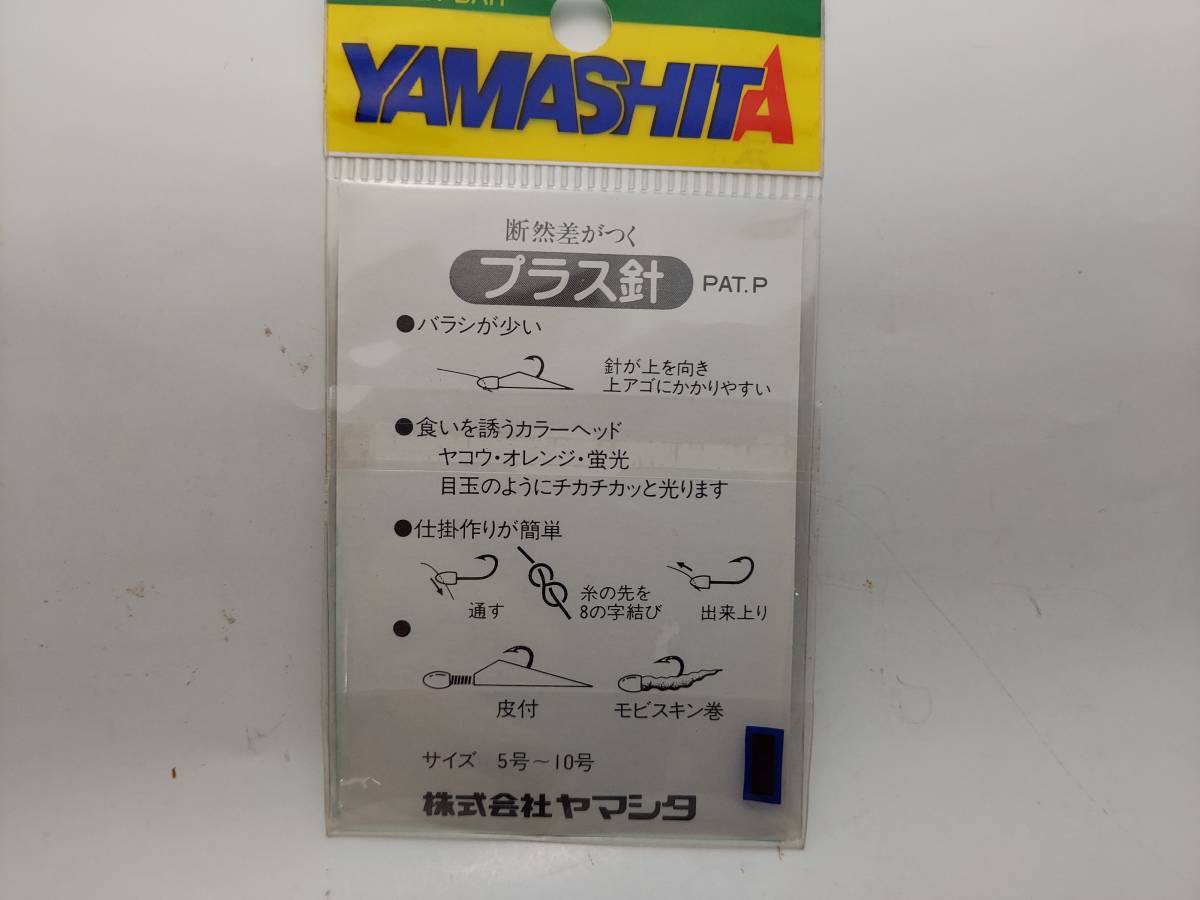 YAMASHITA
断然差がつく
プラス針 PAT.P
●バラシが少い
針が上を向き
上アゴにかかりやすい
●食いを誘うカラーヘッド
ヤコウ・オレンジ・蛍光
目玉のようにチカチカッと光ります
●仕掛作りが簡単
通す
糸の先を
8の字結び
出来上り
●
皮付
モビスキン巻
サイズ 5号~10号
株式会社ヤマシタ